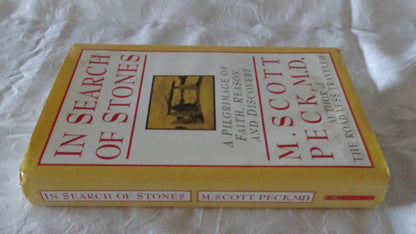 IN SEARCH
OF STONES
A PILGRIMAGE OF
FAITH, REASON,
AND DISCOVERY
M. SCOTT
PECK, M.D.
AUTHOR OF
THE ROAD LESS TRAVELED
IN SEARCH OF STONES M. SCOTT PECK, M.D.